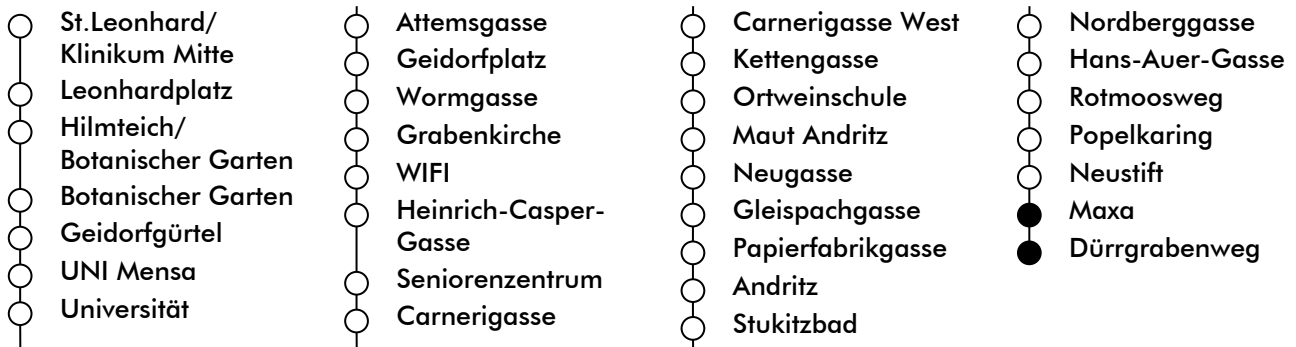 St.Leonhard/
Klinikum Mitte
Leonhardplatz
Hilmteich/
Botanischer Garten
Botanischer Garten
Geidorfgürtel
UNI Mensa
Universität
Attemsgasse
Geidorfplatz
Wormgasse
Grabenkirche
WIFI
Heinrich-Casper-
Gasse
Seniorenzentrum
Carnerigasse
Carnerigasse West
Kettengasse
Ortweinschule
Maut Andritz
Neugasse
Gleispachgasse
Papierfabrikgasse
Andritz
Stukitzbad
Nordberggasse
Hans-Auer-Gasse
Rotmoosweg
Popelkaring
Neustift
Maxa
Dürrgrabenweg